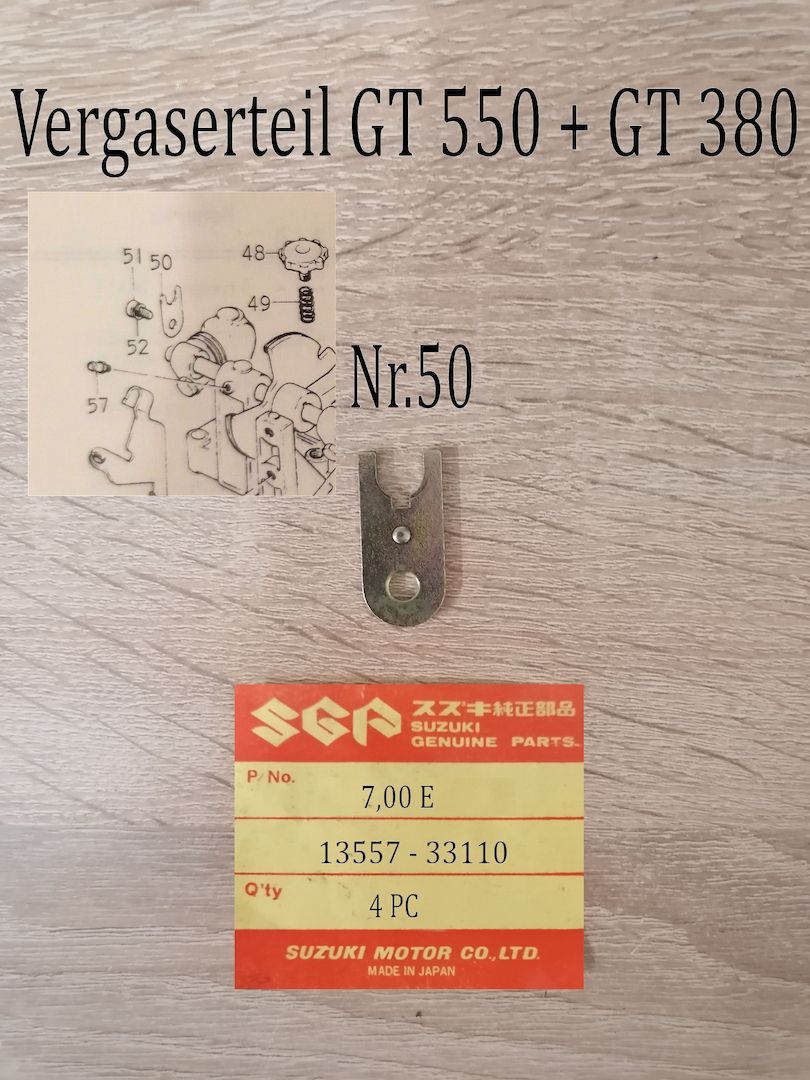 Vergaserteil GT 550 + GT 380
51 50
48
49
52
57
Nr.50
SGP スズキ純正部品
SUZUKI
GENUINE PARTS
P/No.
7,00 E
13557 - 33110
Q'ty
4 PC
SUZUKI MOTOR CO.,LTD.
MADE IN JAPAN